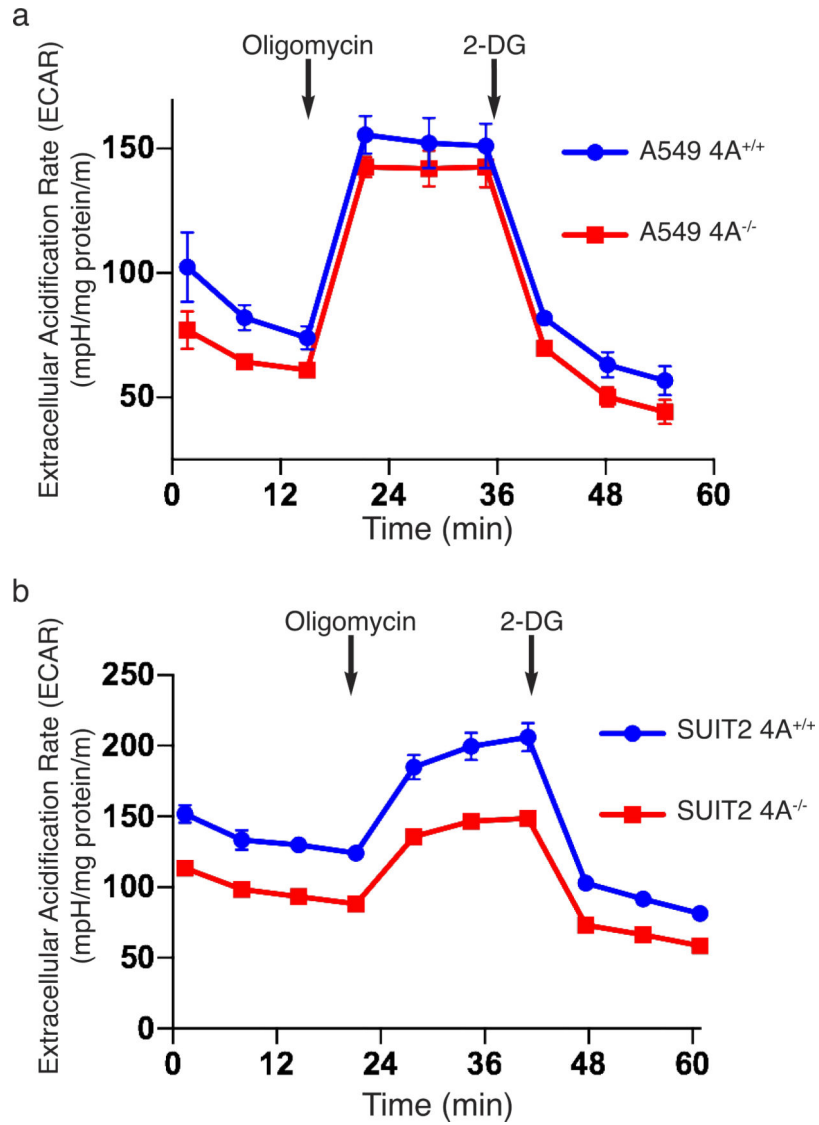 a
Oligomycin 2-DG
Extracellular Acidification Rate (ECAR)
(mpH/mg protein/m)
150
100
50
A549 4A+/+
A549 4A-/-
0 12 24 36 48 60
Time (min)
b
Oligomycin 2-DG
Extracellular Acidification Rate (ECAR)
(mpH/mg protein/m)
250
200
150
100
50
0
SUIT2 4A+/+
SUIT2 4A-/-
0 12 24 36 48 60
Time (min)